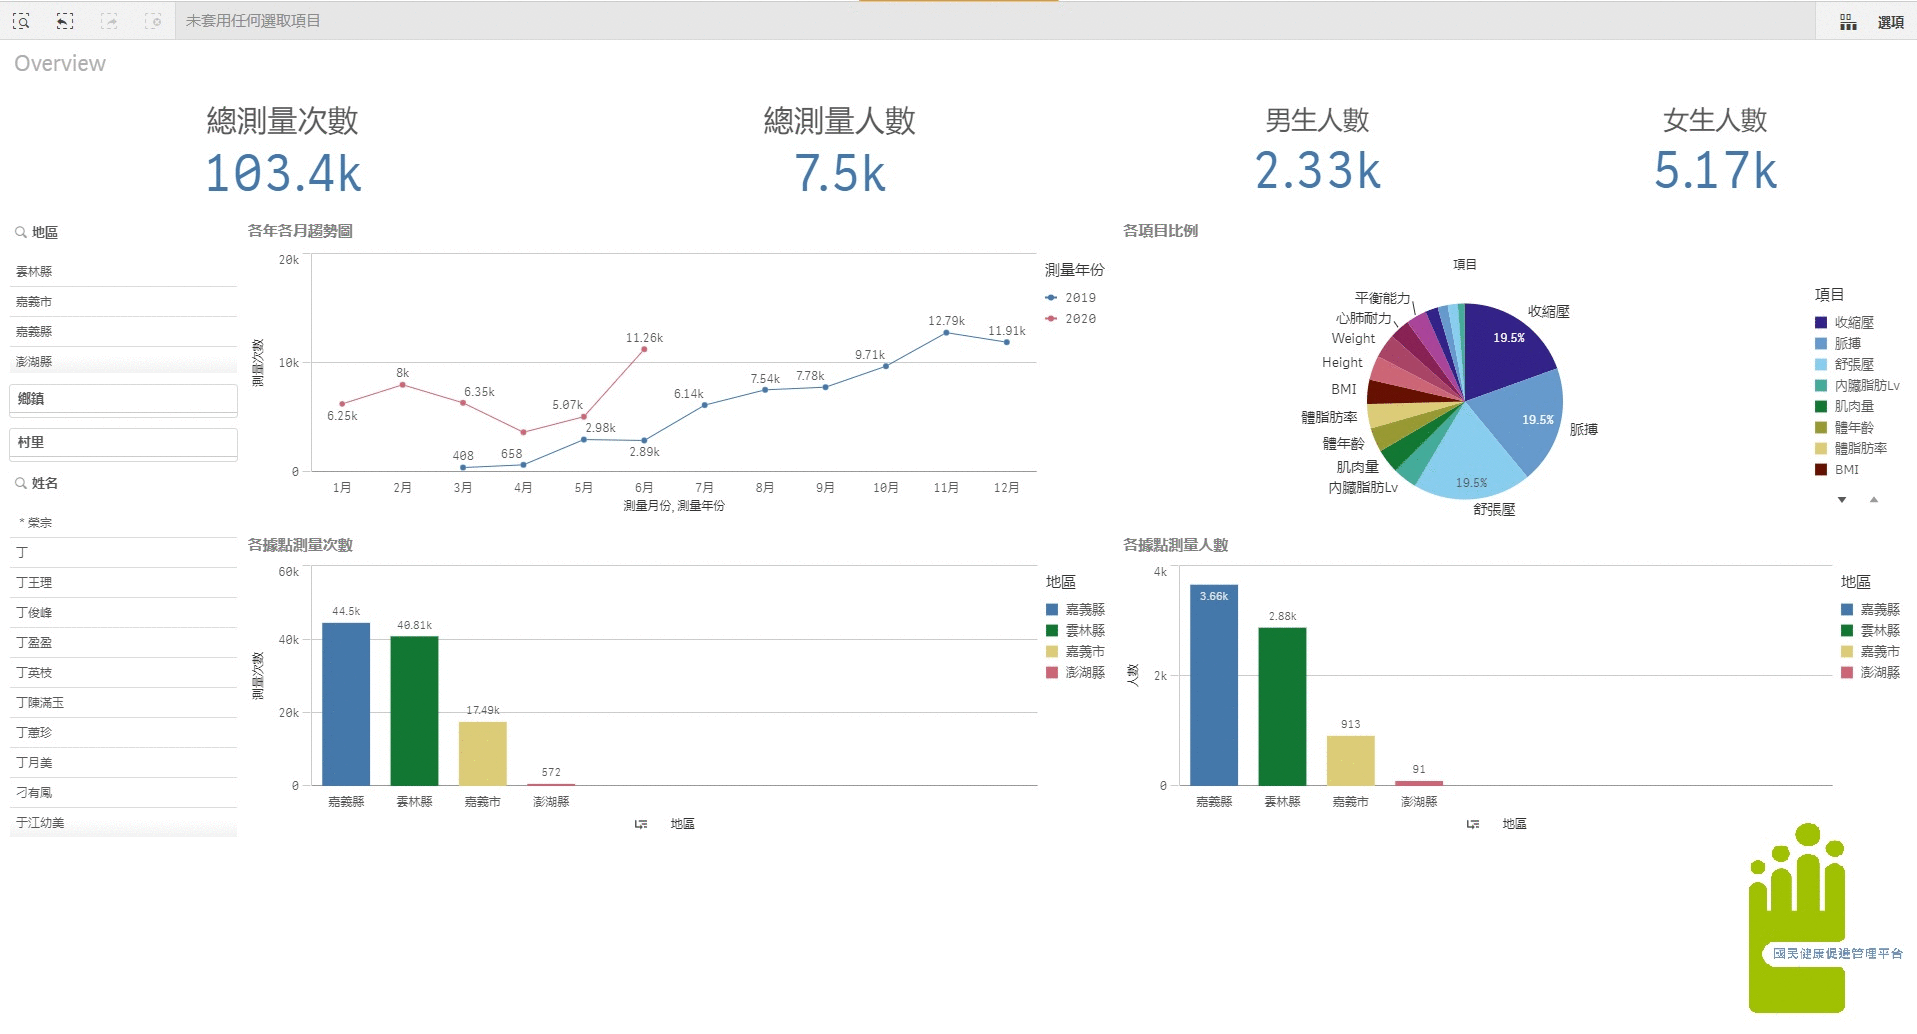 未套用任何選取項目
選項
Overview
總測量次數
103.4k
總測量人數
7.5k
男生人數
2.33k
女生人數
5.17k
地區
雲林縣
嘉義市
嘉義縣
澎湖縣
鄉鎮
村里
姓名
* 榮宗
丁
丁王理
丁俊峰
丁盈盈
丁英枝
丁陳滿玉
丁蕙珍
丁月美
刁有鳳
于江幼美
各年各月趨勢圖
測量次數
20k
10k
0
6.25k
8k
6.35k
5.07k
11.26k
408
658
2.98k
2.89k
6.14k
7.54k
7.78k
9.71k
12.79k
11.91k
1月
2月
3月
4月
5月
6月
7月
8月
9月
10月
11月
12月
測量月份, 測量年份
測量年份
2019
2020
各項目比例
項目
收縮壓
19.5%
脈搏
19.5%
舒張壓
19.5%
內臟脂肪Lv
肌肉量
體年齡
體脂肪率
BMI
Height
Weight
心肺耐力
平衡能力
項目
收縮壓
脈搏
舒張壓
內臟脂肪Lv
肌肉量
體年齡
體脂肪率
BMI
各據點測量次數
測量次數
60k
40k
20k
0
44.5k
40.81k
17.49k
572
嘉義縣
雲林縣
嘉義市
澎湖縣
地區
地區
嘉義縣
雲林縣
嘉義市
澎湖縣
各據點測量人數
人數
4k
2k
0
3.66k
2.88k
913
91
嘉義縣
雲林縣
嘉義市
澎湖縣
地區
地區
嘉義縣
雲林縣
嘉義市
澎湖縣
國民健康促進管理平台